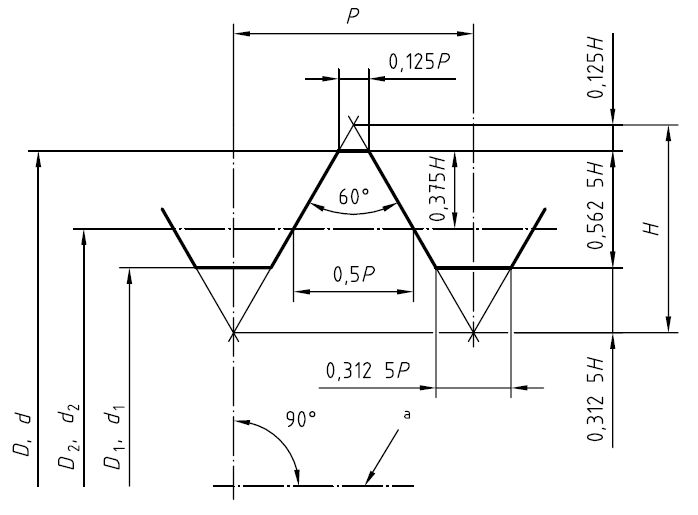 P
0,125P
0,125H
60°
0,375H
0,562 5H
H
0,5P
0,312 5P
0,312 5H
D, d
D2, d2
D1, d1
90°
a